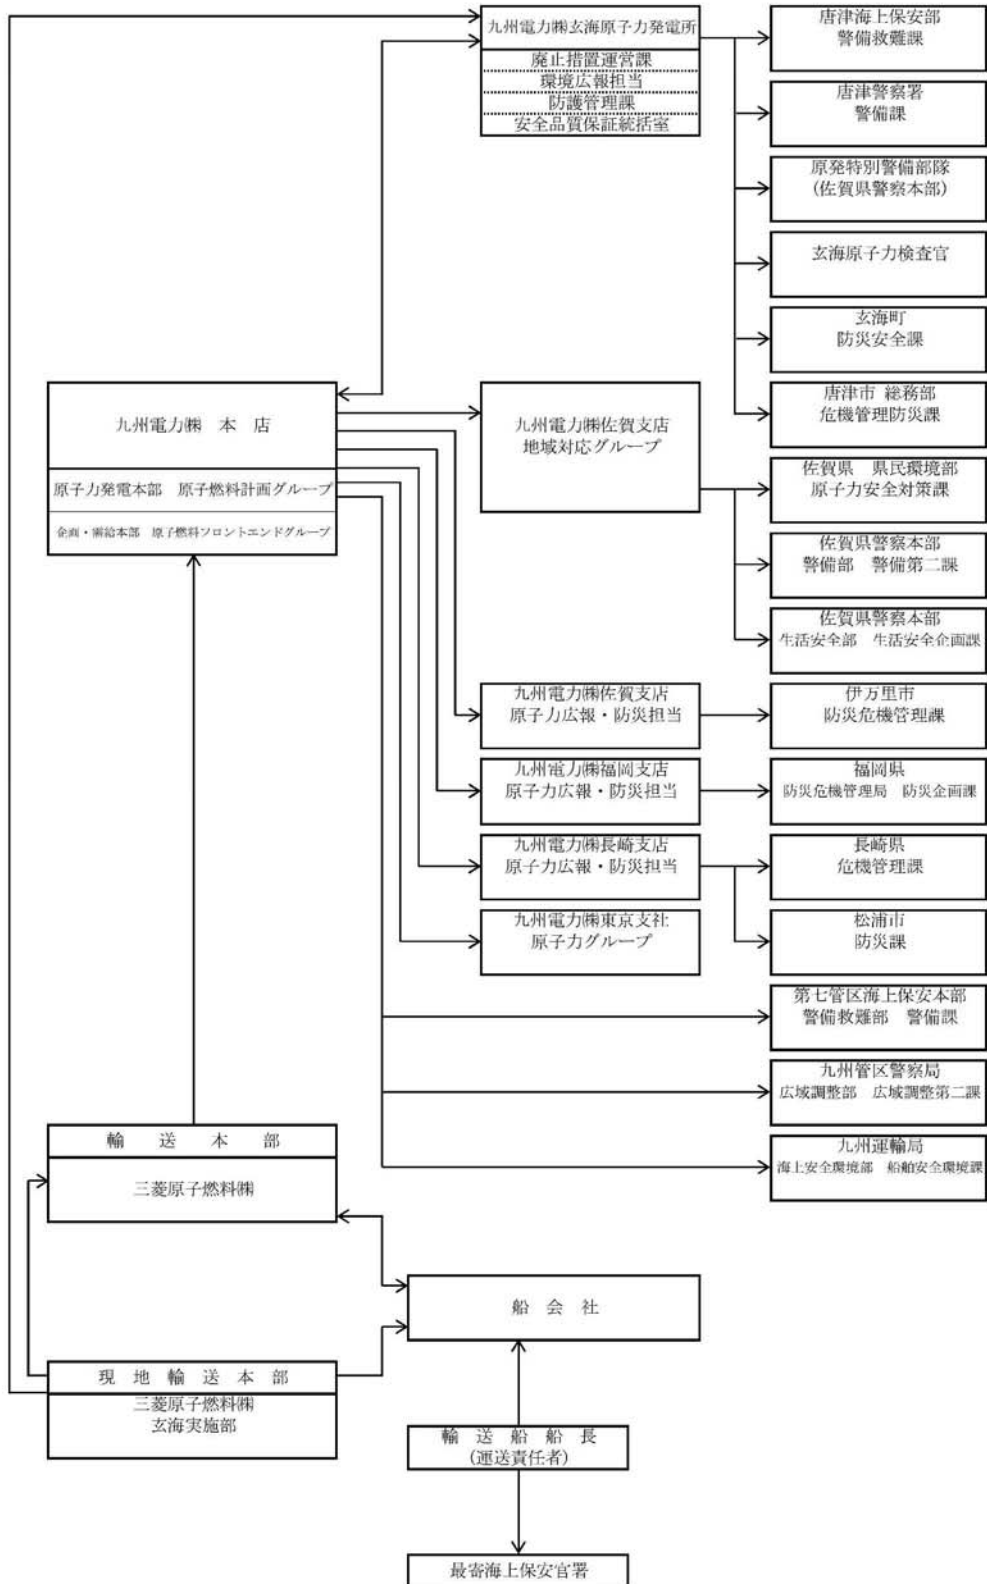 九州電力㈱玄海原子力発電所
廃止措置運営課
環境広報担当
防護管理課
安全品質保証統括室
唐津海上保安部
警備救難課
唐津警察署
警備課
原発特別警備部隊
(佐賀県警察本部)
玄海原子力検査官
玄海町
防災安全課
唐津市 総務部
危機管理防災課
九州電力㈱ 本 店
原子力発電本部 原子燃料計画グループ
企画・需給本部 原子燃料フロントエンドグループ
九州電力㈱佐賀支店
地域対応グループ
佐賀県 県民環境部
原子力安全対策課
佐賀県警察本部
警備部 警備第二課
佐賀県警察本部
生活安全部 生活安全企画課
九州電力㈱佐賀支店
原子力広報・防災担当
伊万里市
防災危機管理課
九州電力㈱福岡支店
原子力広報・防災担当
福岡県
防災危機管理局 防災企画課
九州電力㈱長崎支店
原子力広報・防災担当
長崎県
危機管理課
九州電力㈱東京支社
原子力グループ
松浦市
防災課
第七管区海上保安本部
警備救難部 警備課
九州管区警察局
広域調整部 広域調整第二課
九州運輸局
海上安全環境部 船舶安全環境課
輸 送 本 部
三菱原子燃料㈱
船 会 社
現 地 輸 送 本 部
三菱原子燃料㈱
玄海実施部
輸 送 船 船 長
(運送責任者)
最寄海上保安官署